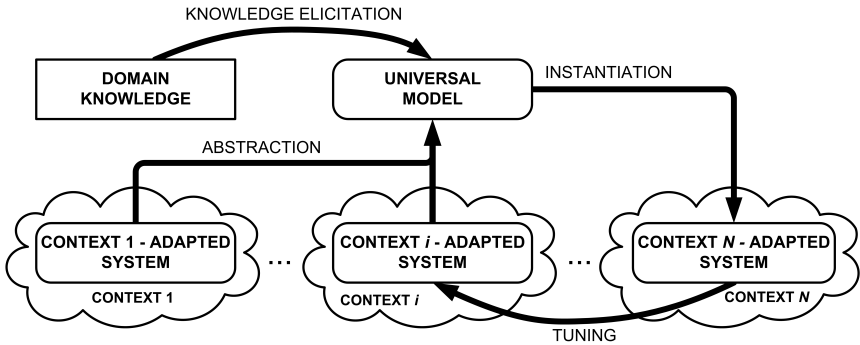 KNOWLEDGE ELICITATION
DOMAIN
KNOWLEDGE
UNIVERSAL
MODEL
INSTANTIATION
ABSTRACTION
CONTEXT 1 - ADAPTED
SYSTEM
CONTEXT 1
...
CONTEXT i - ADAPTED
SYSTEM
CONTEXT i
...
CONTEXT N - ADAPTED
SYSTEM
CONTEXT N
TUNING